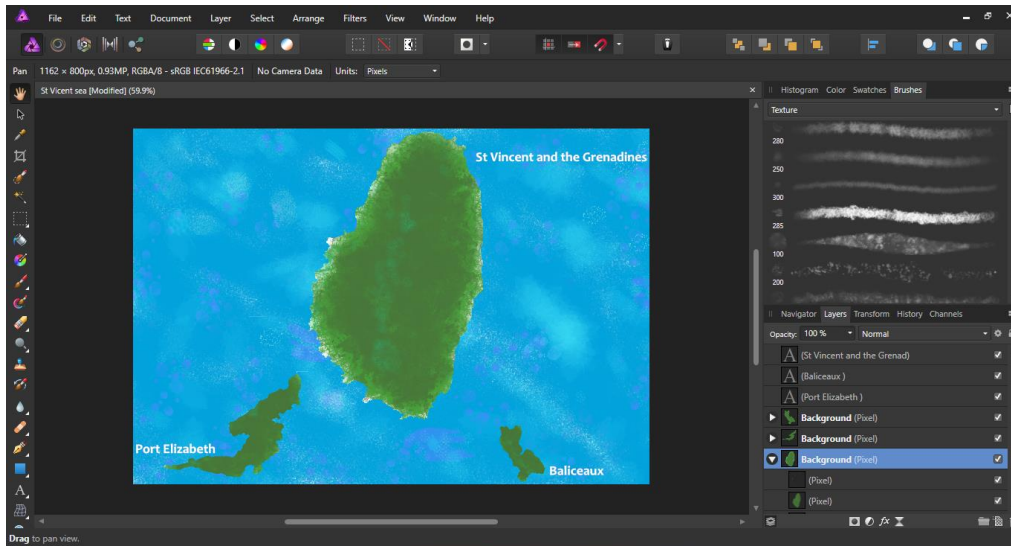 File Edit Text Document Layer Select Arrange Filters View Window Help
Pan 1162 × 800px, 0.93MP, RGBA/8 - sRGB IEC61966-2.1 No Camera Data Units: Pixels
St Vicent sea [Modified] (59.9%)
Histogram Color Swatches Brushes
Texture
280
250
300
285
100
200
St Vincent and the Grenadines
Port Elizabeth
Baliceaux
Navigator Layers Transform History Channels
Opacity: 100 % Normal
A (St Vincent and the Grenad)
A (Baliceaux )
A (Port Elizabeth )
Background (Pixel)
Background (Pixel)
Background (Pixel)
(Pixel)
(Pixel)
fx
Drag to pan view.